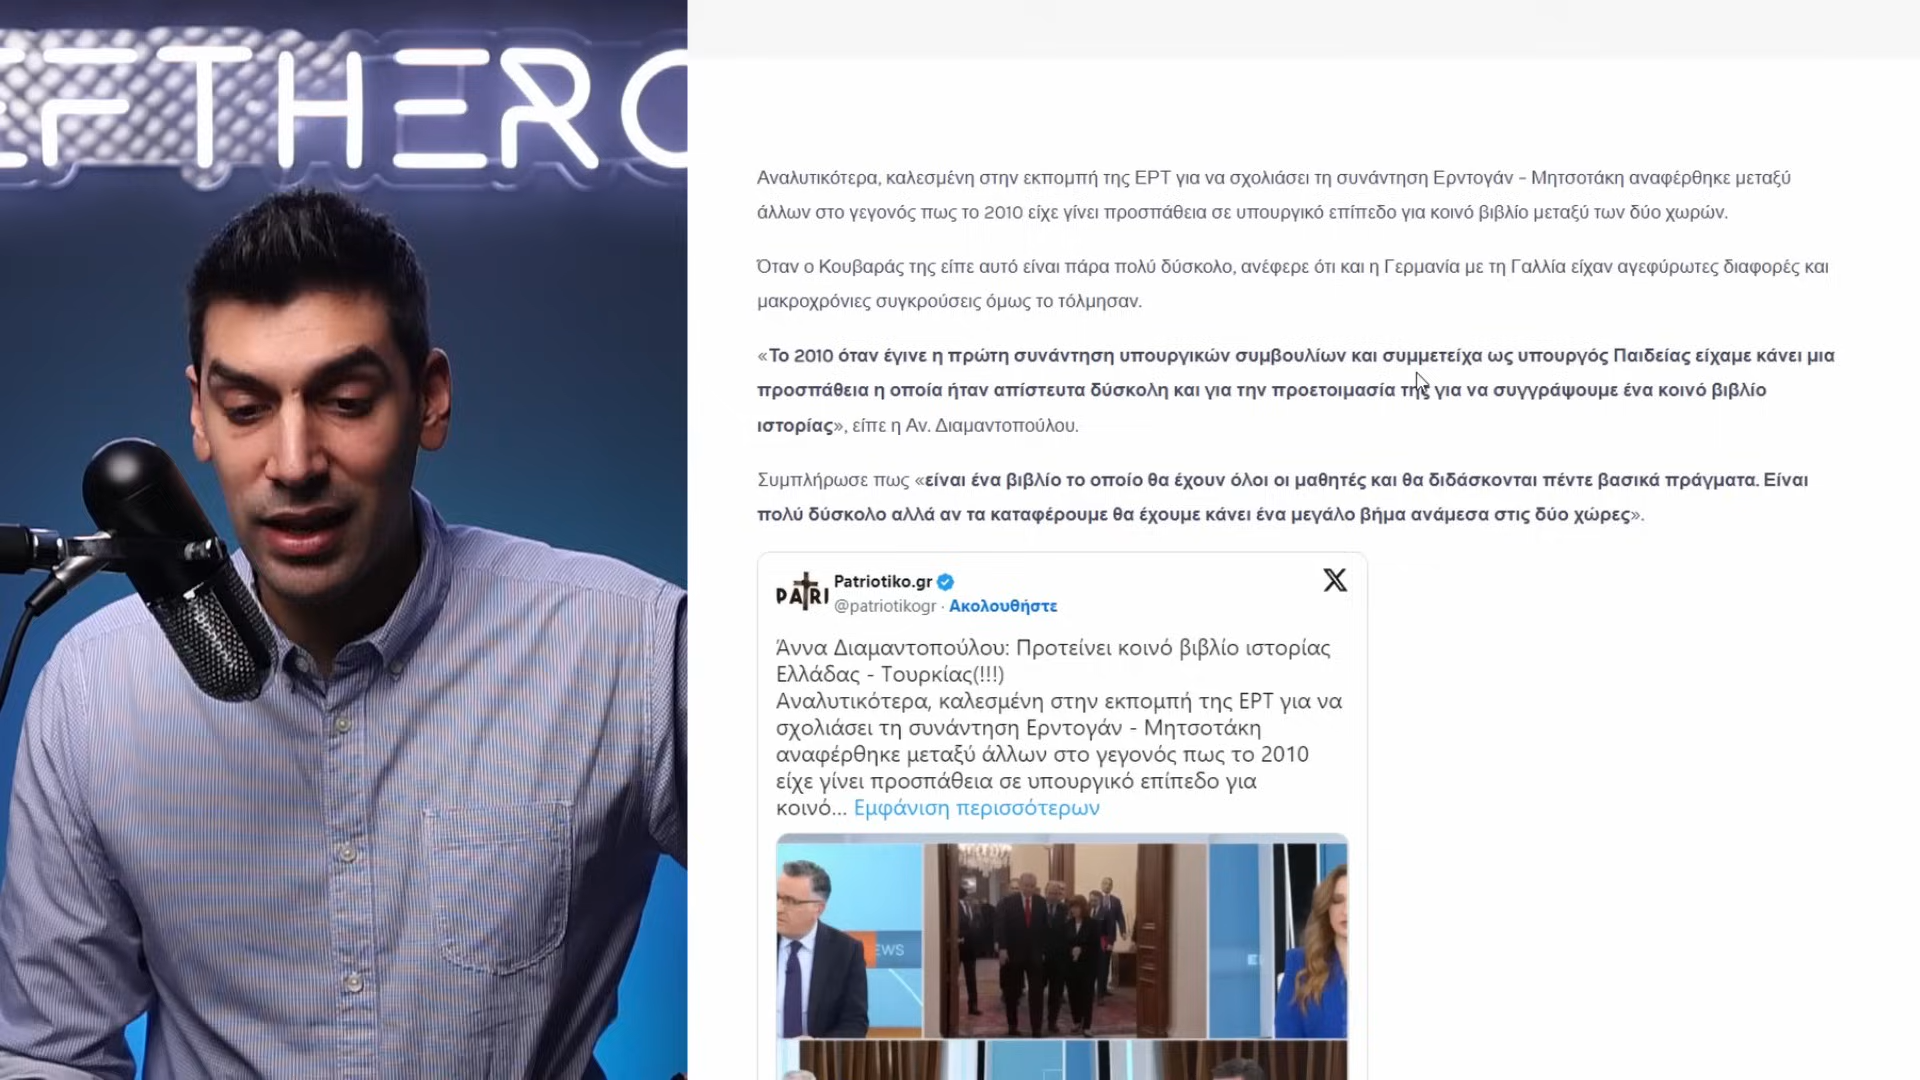 EFTHERO
Αναλυτικότερα, καλεσμένη στην εκπομπή της ΕΡΤ για να σχολιάσει τη συνάντηση Ερντογάν – Μητσοτάκη αναφέρθηκε μεταξύ
άλλων στο γεγονός πως το 2010 είχε γίνει προσπάθεια σε υπουργικό επίπεδο για κοινό βιβλίο μεταξύ των δύο χωρών.
Όταν ο Κουβαράς της είπε αυτό είναι πάρα πολύ δύσκολο, ανέφερε ότι και η Γερμανία με τη Γαλλία είχαν αγεφύρωτες διαφορές και
μακροχρόνιες συγκρούσεις όμως το τόλμησαν.
«Το 2010 όταν έγινε η πρώτη συνάντηση υπουργικών συμβουλίων και συμμετείχα ως υπουργός Παιδείας είχαμε κάνει μια
προσπάθεια η οποία ήταν απίστευτα δύσκολη και για την προετοιμασία της για να συγγράψουμε ένα κοινό βιβλίο
ιστορίας», είπε η Αν. Διαμαντοπούλου.
Συμπλήρωσε πως «είναι ένα βιβλίο το οποίο θα έχουν όλοι οι μαθητές και θα διδάσκονται πέντε βασικά πράγματα. Είναι
πολύ δύσκολο αλλά αν τα καταφέρουμε θα έχουμε κάνει ένα μεγάλο βήμα ανάμεσα στις δύο χώρες».
PATRI
Patriotiko.gr
@patriotikogr · Ακολουθήστε
Άννα Διαμαντοπούλου: Προτείνει κοινό βιβλίο ιστορίας
Ελλάδας - Τουρκίας(!!!)
Αναλυτικότερα, καλεσμένη στην εκπομπή της ΕΡΤ για να
σχολιάσει τη συνάντηση Ερντογάν - Μητσοτάκη
αναφέρθηκε μεταξύ άλλων στο γεγονός πως το 2010
είχε γίνει προσπάθεια σε υπουργικό επίπεδο για
κοινό... Εμφάνιση περισσότερων
EWS